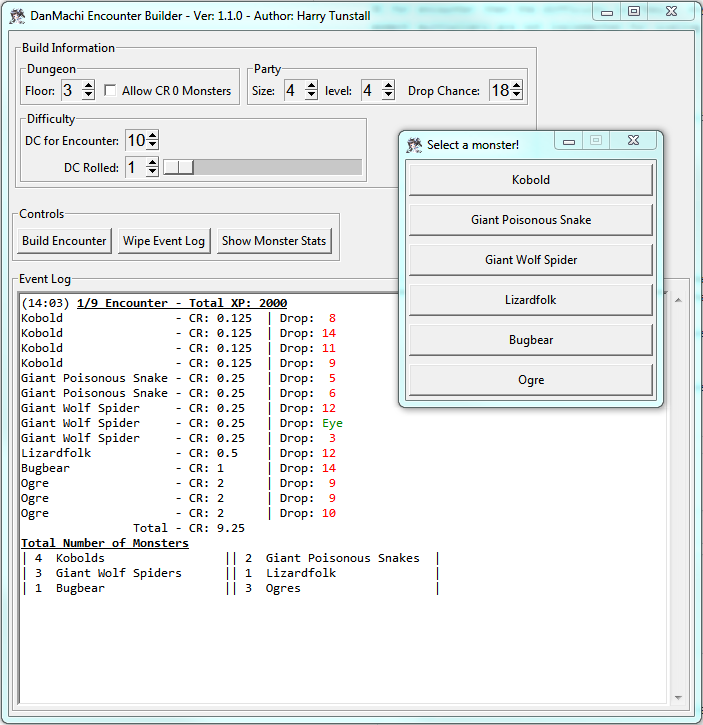 DanMachi Encounter Builder - Ver: 1.1.0 - Author: Harry Tunstall
Build Information
Dungeon
Floor: 3 Allow CR 0 Monsters
Party
Size: 4 level: 4 Drop Chance: 18
Difficulty
DC for Encounter: 10
DC Rolled: 1
Controls
Build Encounter Wipe Event Log Show Monster Stats
Select a monster!
Kobold
Giant Poisonous Snake
Giant Wolf Spider
Lizardfolk
Bugbear
Ogre
Event Log
(14:03) 1/9 Encounter - Total XP: 2000
Kobold - CR: 0.125 | Drop: 8
Kobold - CR: 0.125 | Drop: 14
Kobold - CR: 0.125 | Drop: 11
Kobold - CR: 0.125 | Drop: 9
Giant Poisonous Snake - CR: 0.25 | Drop: 5
Giant Poisonous Snake - CR: 0.25 | Drop: 6
Giant Wolf Spider - CR: 0.25 | Drop: 12
Giant Wolf Spider - CR: 0.25 | Drop: Eye
Giant Wolf Spider - CR: 0.25 | Drop: 3
Lizardfolk - CR: 0.5 | Drop: 12
Bugbear - CR: 1 | Drop: 14
Ogre - CR: 2 | Drop: 9
Ogre - CR: 2 | Drop: 9
Ogre - CR: 2 | Drop: 10
Total - CR: 9.25
Total Number of Monsters
| 4 Kobolds || 2 Giant Poisonous Snakes |
| 3 Giant Wolf Spiders || 1 Lizardfolk |
| 1 Bugbear || 3 Ogres |